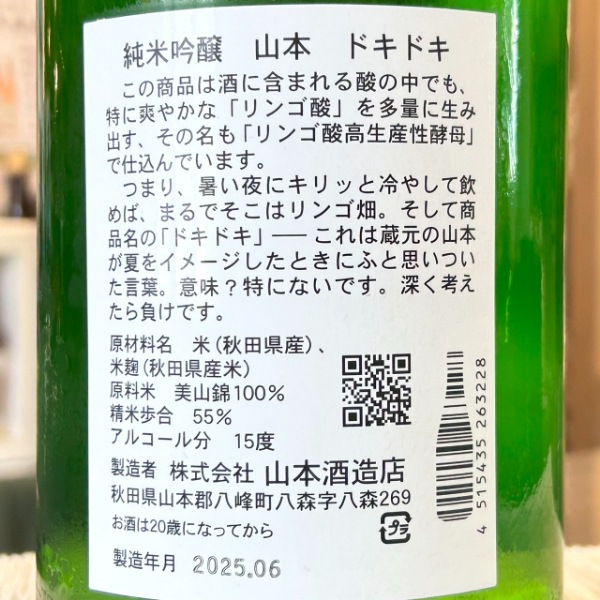 純米吟醸　山本　ドキドキ
この商品は酒に含まれる酸の中でも、
特に爽やかな「リンゴ酸」を多量に生み
出す、その名も「リンゴ酸高生産性酵母」
で仕込んでいます。
つまり、暑い夜にキリッと冷やして飲
めば、まるでそこはリンゴ畑。そして商
品名の「ドキドキ」── これは蔵元の山本
が夏をイメージしたときにふと思いつい
た言葉。意味？特にないです。深く考え
たら負けです。
原材料名　米（秋田県産）、
米麹（秋田県産米）
原料米　美山錦100％
精米歩合　55％
アルコール分　15度
製造者　株式会社　山本酒造店
秋田県山本郡八峰町八森字八森269
お酒は20歳になってから
製造年月　2025.06
プラ
4 515435 263228